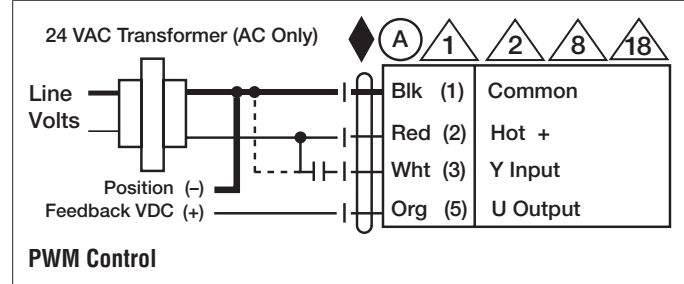 24 VAC Transformer (AC Only)
A 1 2 8 18
Line
Volts
Blk (1) Common
Red (2) Hot +
Wht (3) Y Input
Position (–)
Feedback VDC (+)
Org (5) U Output
PWM Control